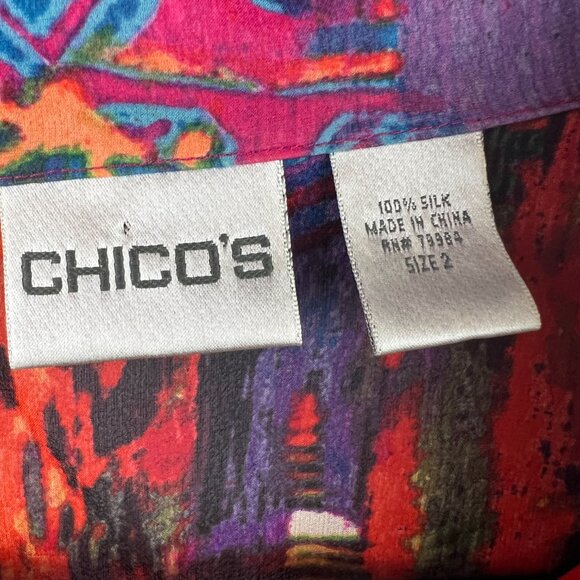 CHICO'S
100% SILK
MADE IN CHINA
RN# 79984
SIZE 2